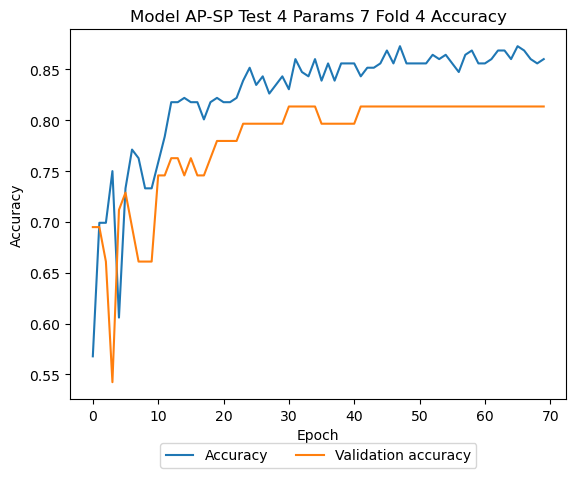 Model AP-SP Test 4 Params 7 Fold 4 Accuracy
Accuracy
0.85
0.80
0.75
0.70
0.65
0.60
0.55
0 10 20 30 40 50 60 70
Epoch
Accuracy Validation accuracy